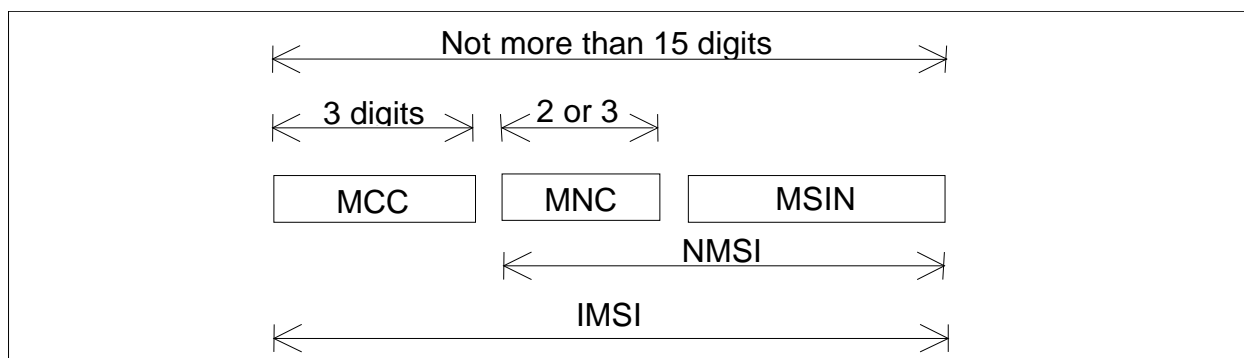 Not more than 15 digits
3 digits
2 or 3
MCC
MNC
MSIN
NMSI
IMSI